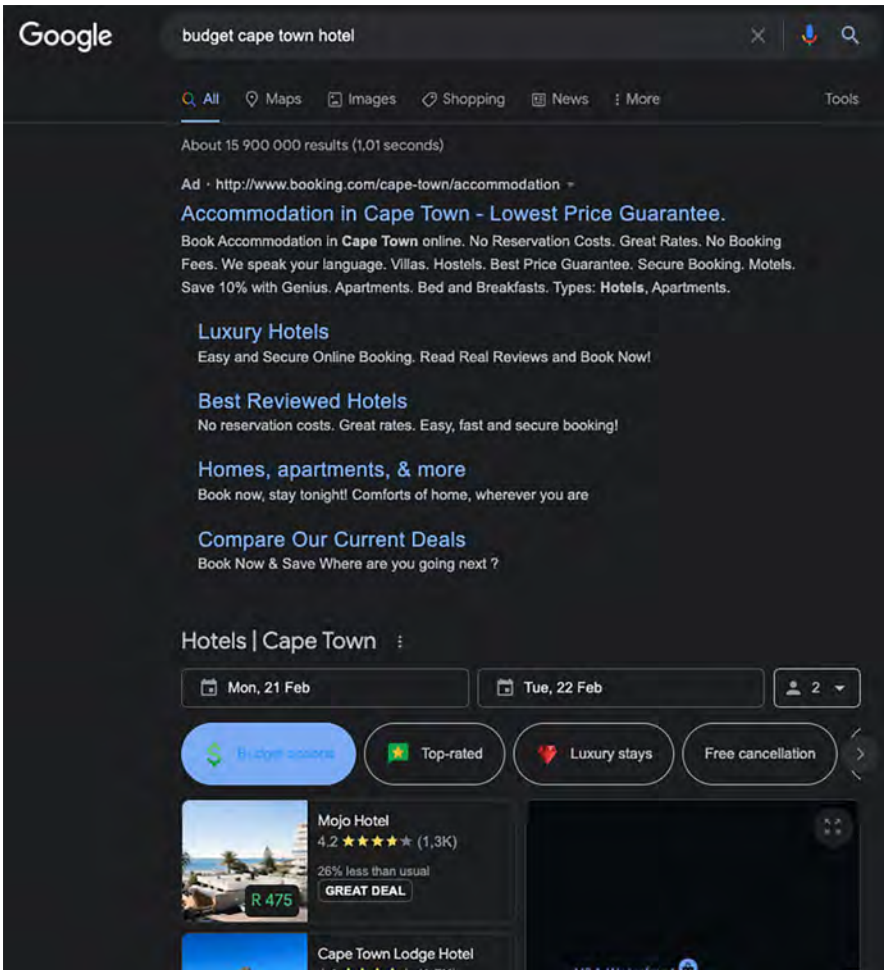 Google
budget cape town hotel
All Maps Images Shopping News More Tools
About 15 900 000 results (1,01 seconds)
Ad · http://www.booking.com/cape-town/accommodation
Accommodation in Cape Town - Lowest Price Guarantee.
Book Accommodation in Cape Town online. No Reservation Costs. Great Rates. No Booking
Fees. We speak your language. Villas. Hostels. Best Price Guarantee. Secure Booking. Motels.
Save 10% with Genius. Apartments. Bed and Breakfasts. Types: Hotels, Apartments.
Luxury Hotels
Easy and Secure Online Booking. Read Real Reviews and Book Now!
Best Reviewed Hotels
No reservation costs. Great rates. Easy, fast and secure booking!
Homes, apartments, & more
Book now, stay tonight! Comforts of home, wherever you are
Compare Our Current Deals
Book Now & Save Where are you going next ?
Hotels | Cape Town
Mon, 21 Feb Tue, 22 Feb 2
Budget options Top-rated Luxury stays Free cancellation
Mojo Hotel
4.2 (1,3K)
26% less than usual
GREAT DEAL
R 475
Cape Town Lodge Hotel